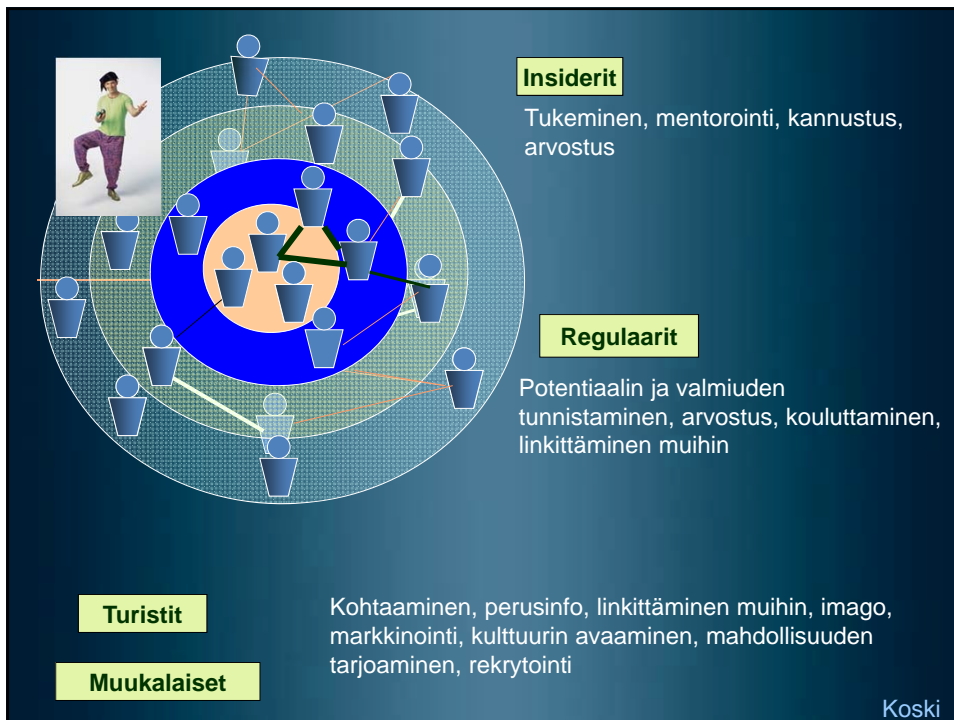 Insiderit
Tukeminen, mentorointi, kannustus,
arvostus
Regulaarit
Potentiaalin ja valmiuden
tunnistaminen, arvostus, kouluttaminen,
linkittäminen muihin
Turistit
Kohtaaminen, perusinfo, linkittäminen muihin, imago,
markkinointi, kulttuurin avaaminen, mahdollisuuden
tarjoaminen, rekrytointi
Muukalaiset
Koski